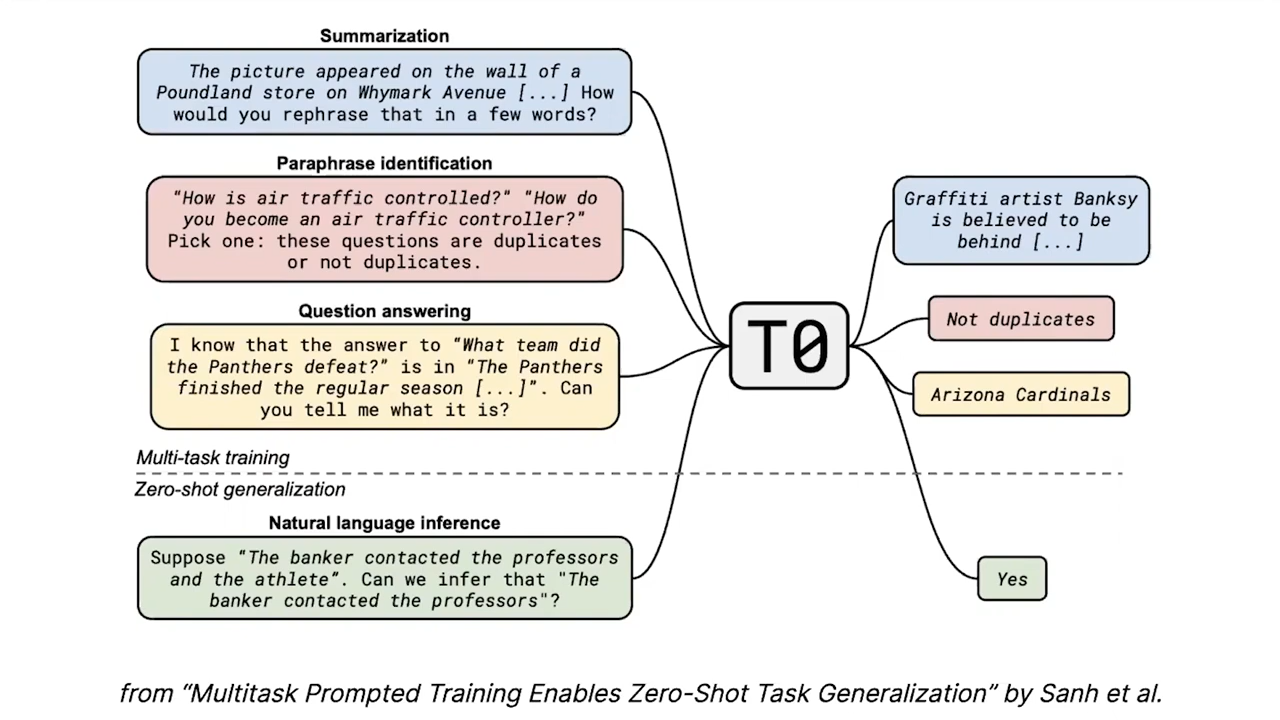 Summarization
The picture appeared on the wall of a
Poundland store on Whymark Avenue [...] How
would you rephrase that in a few words?
Paraphrase identification
“How is air traffic controlled?” “How do
you become an air traffic controller?”
Pick one: these questions are duplicates
or not duplicates.
Question answering
I know that the answer to “What team did
the Panthers defeat?” is in “The Panthers
finished the regular season [...]”. Can
you tell me what it is?
Multi-task training
Zero-shot generalization
Natural language inference
Suppose “The banker contacted the professors
and the athlete”. Can we infer that "The
banker contacted the professors"?
T0
Graffiti artist Banksy
is believed to be
behind [...]
Not duplicates
Arizona Cardinals
Yes
from “Multitask Prompted Training Enables Zero-Shot Task Generalization” by Sanh et al.